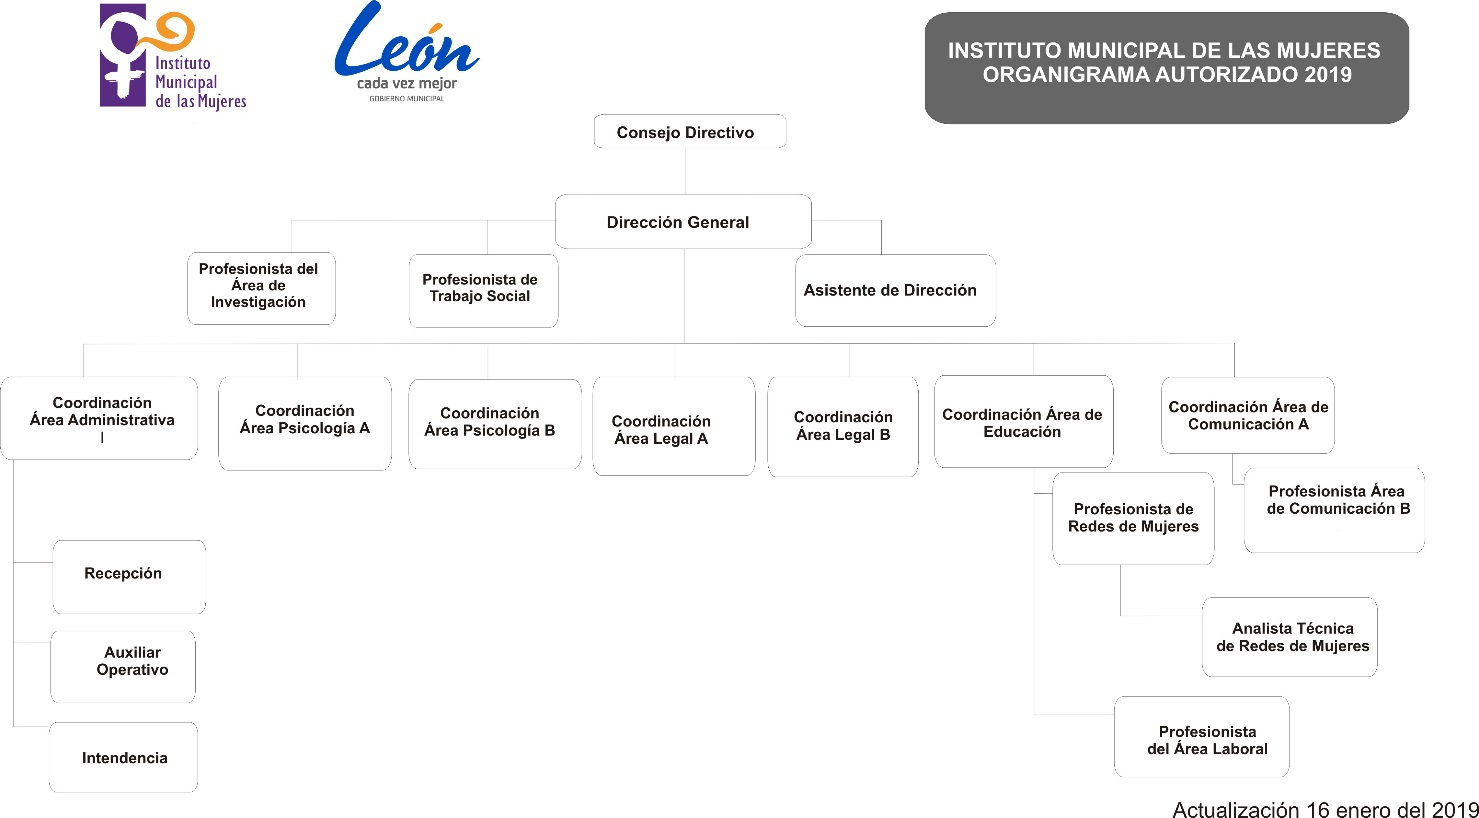 Instituto
Municipal
de las Mujeres
León
cada vez mejor
GOBIERNO MUNICIPAL
INSTITUTO MUNICIPAL DE LAS MUJERES
ORGANIGRAMA AUTORIZADO 2019
Consejo Directivo
Dirección General
Profesionista del
Área de
Investigación
Profesionista de
Trabajo Social
Asistente de Dirección
Coordinación
Área Administrativa
I
Coordinación
Área Psicología A
Coordinación
Área Psicología B
Coordinación
Área Legal A
Coordinación
Área Legal B
Coordinación Área de
Educación
Coordinación Área de
Comunicación A
Profesionista de
Redes de Mujeres
Profesionista Área
de Comunicación B
Recepción
Auxiliar
Operativo
Intendencia
Analista Técnica
de Redes de Mujeres
Profesionista
del Área Laboral
Actualización 16 enero del 2019